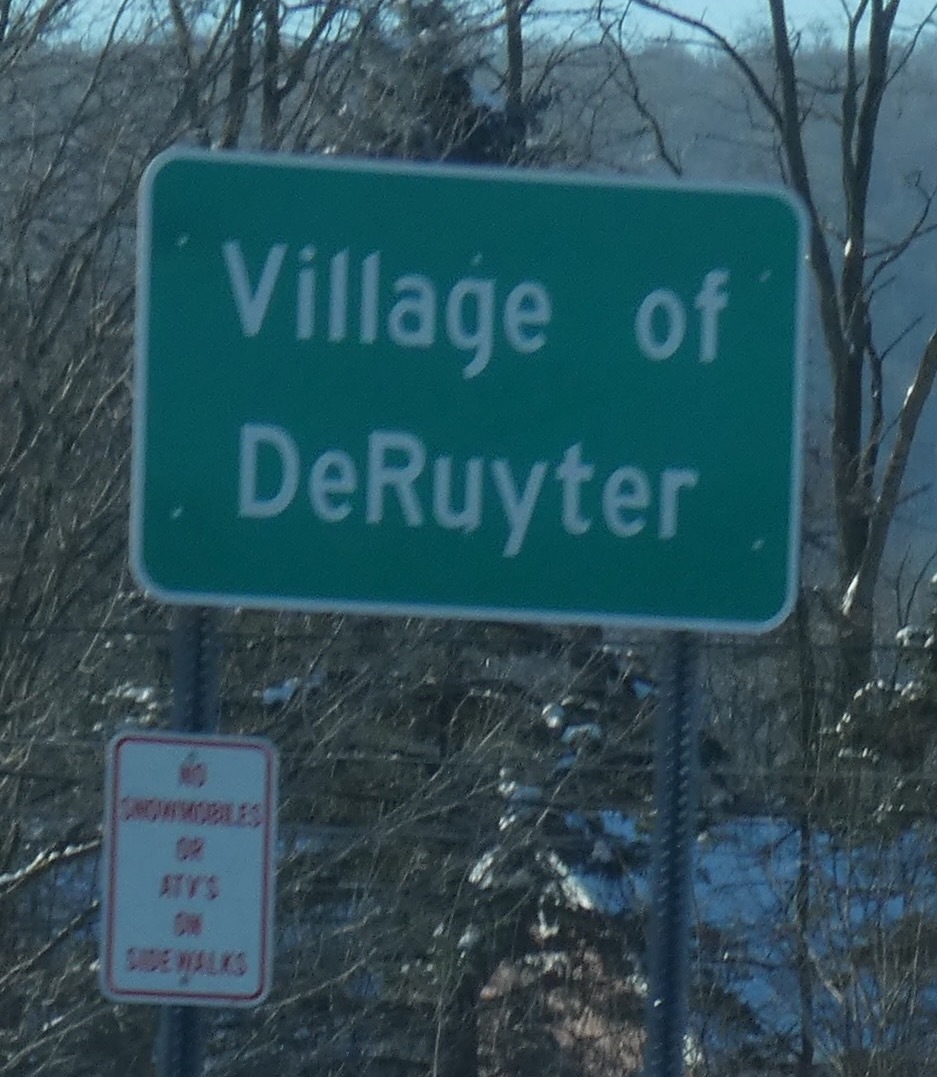 Village of
DeRuyter
NO
SNOWMOBILES
OR
ATV'S
ON
SIDEWALKS